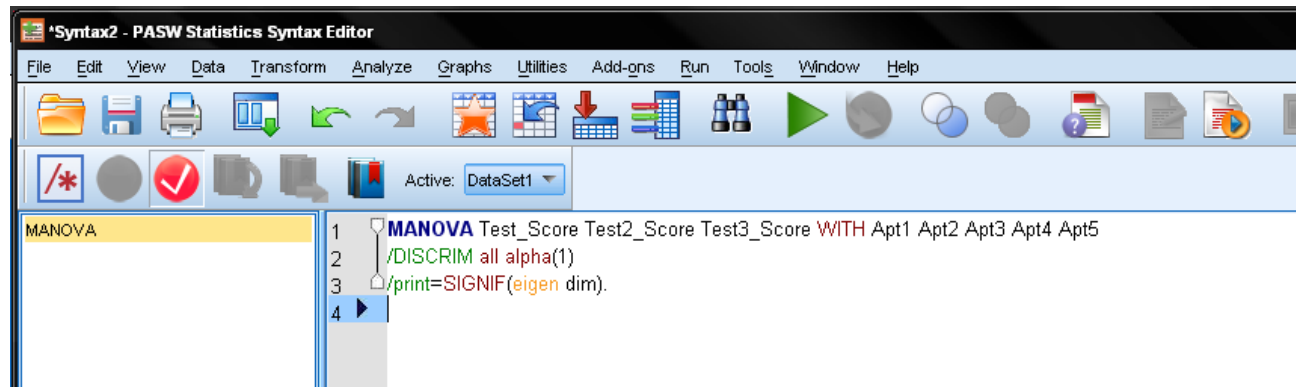 *Syntax2 - PASW Statistics Syntax Editor
File Edit View Data Transform Analyze Graphs Utilities Add-ons Run Tools Window Help
Active: DataSet1
MANOVA
1 MANOVA Test_Score Test2_Score Test3_Score WITH Apt1 Apt2 Apt3 Apt4 Apt5
2 /DISCRIM all alpha(1)
3 /print=SIGNIF(eigen dim).
4